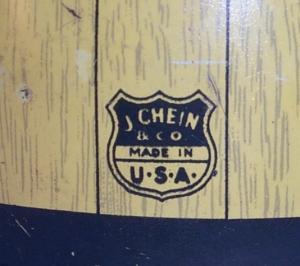 J CHEIN
& CO
MADE IN
U·S·A·